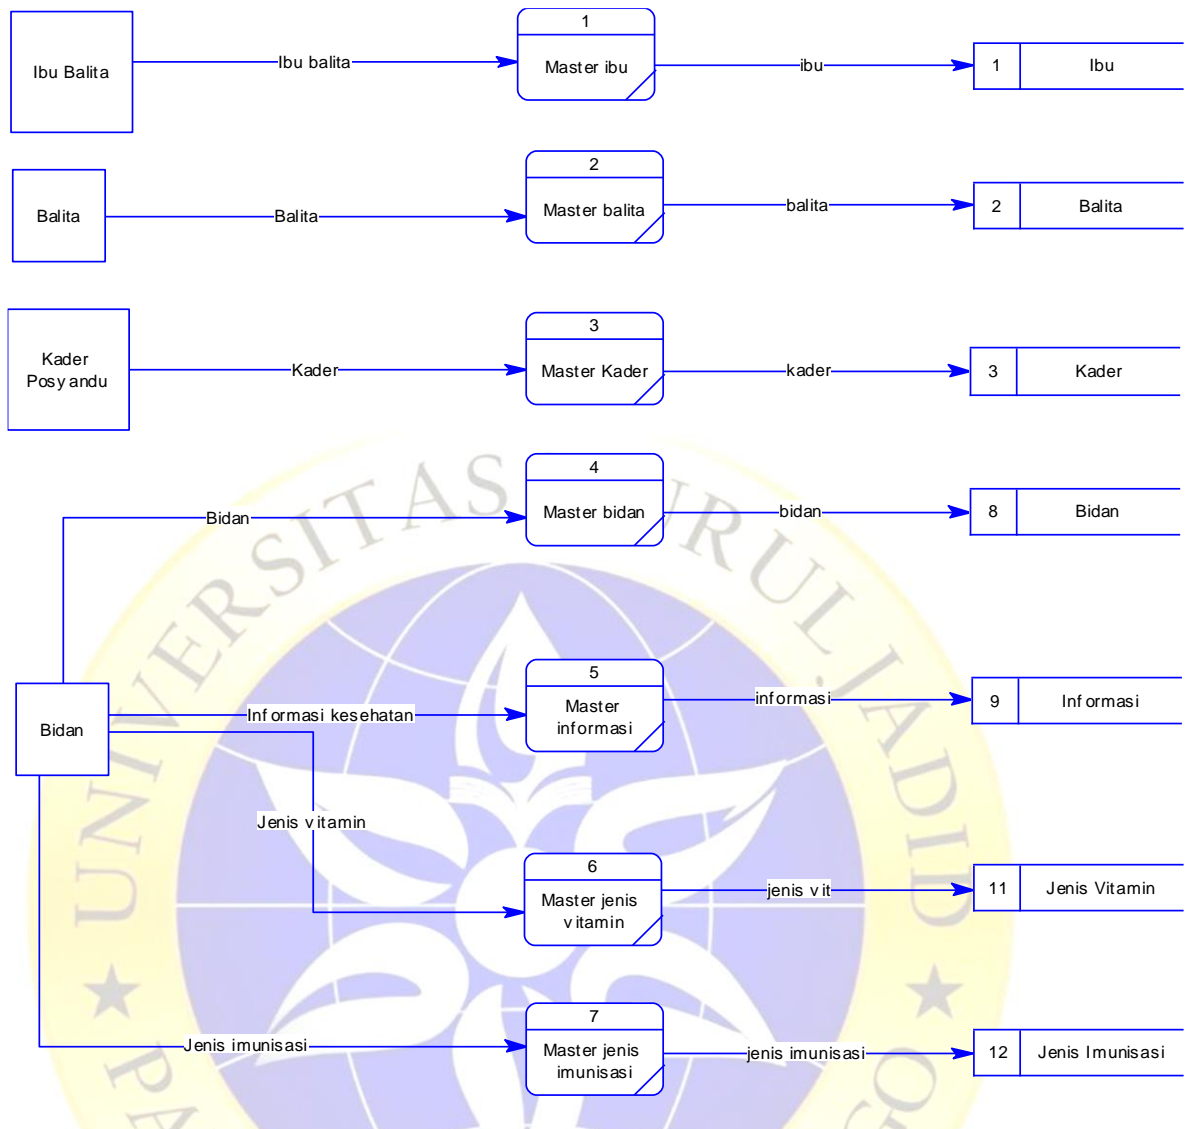 1
Ibu Balita
Ibu balita
Master ibu
ibu
1
Ibu
2
Balita
Balita
Master balita
balita
2
Balita
3
Kader
Posyandu
Kader
Master Kader
kader
3
Kader
4
Bidan
Master bidan
bidan
8
Bidan
5
Bidan
Informasi kesehatan
Master
informasi
informasi
9
Informasi
Jenis vitamin
6
Master jenis
vitamin
jenis vit
11
Jenis Vitamin
7
Jenis imunisasi
Master jenis
imunisasi
jenis imunisasi
12
Jenis Imunisasi
UNIVERSITAS NURUL JADID